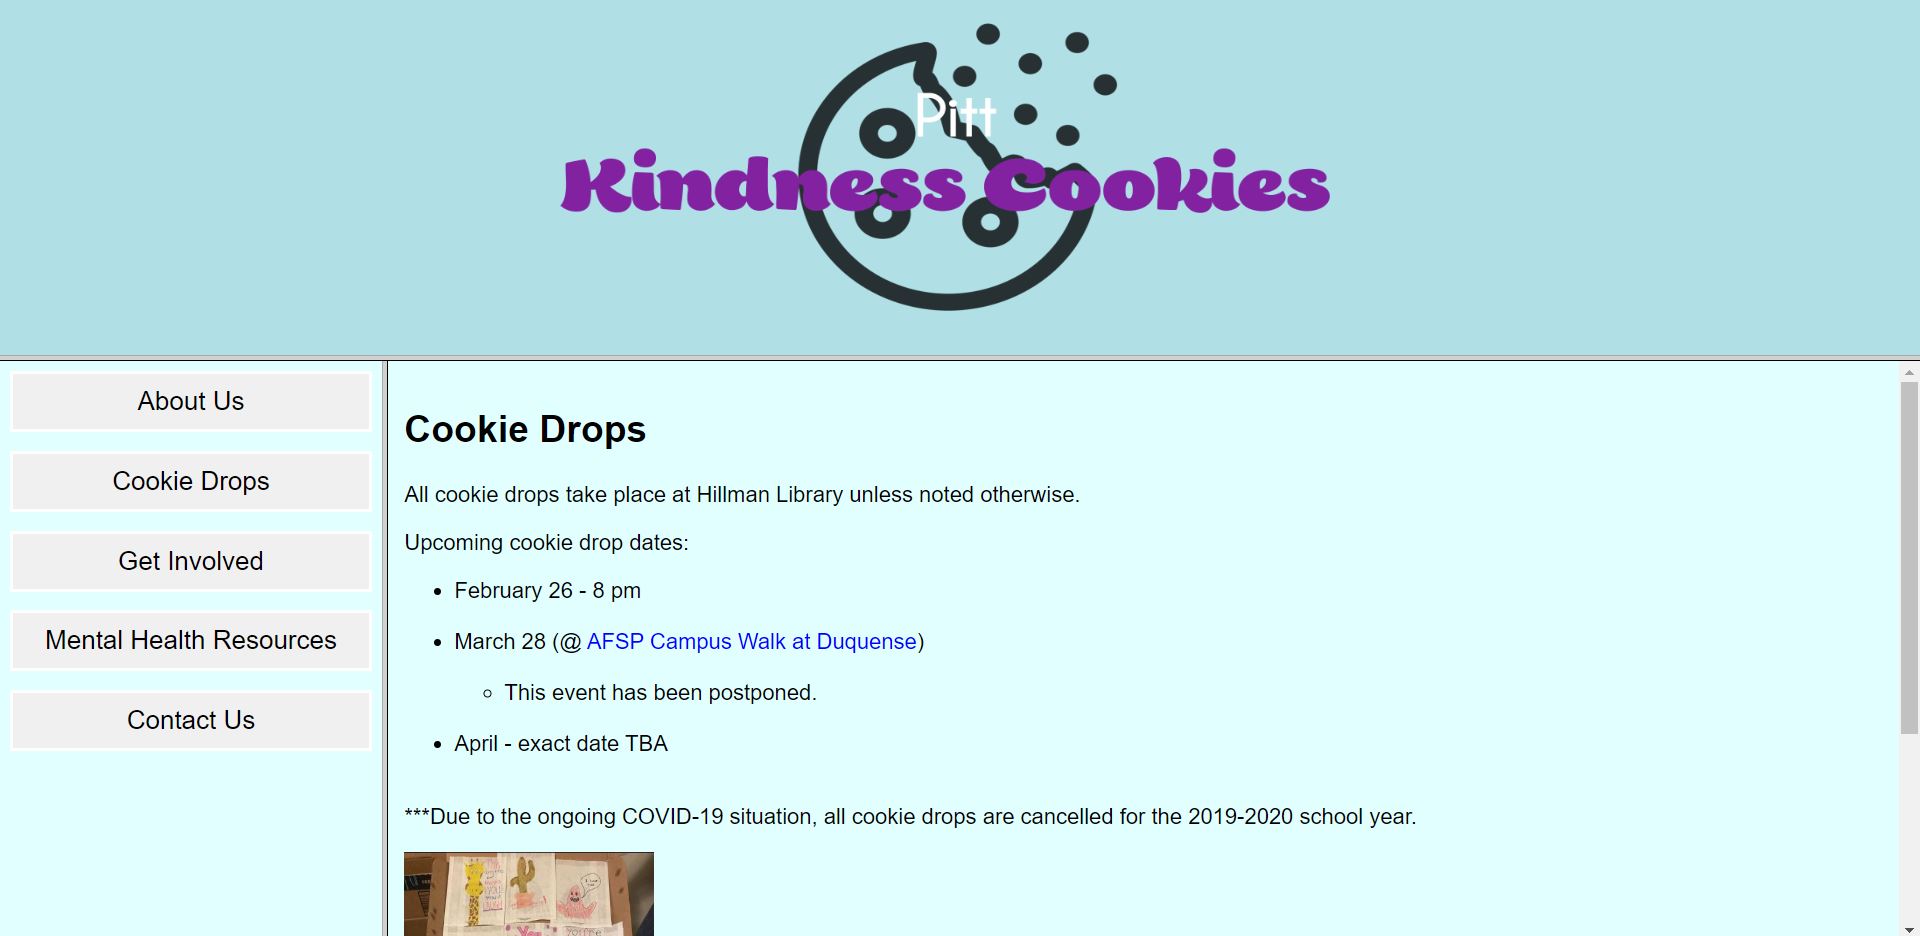 Pitt
Kindness Cookies
About Us
Cookie Drops
Get Involved
Mental Health Resources
Contact Us
Cookie Drops
All cookie drops take place at Hillman Library unless noted otherwise.
Upcoming cookie drop dates:
February 26 - 8 pm
March 28 (@ AFSP Campus Walk at Duquense)
This event has been postponed.
April - exact date TBA
***Due to the ongoing COVID-19 situation, all cookie drops are cancelled for the 2019-2020 school year.